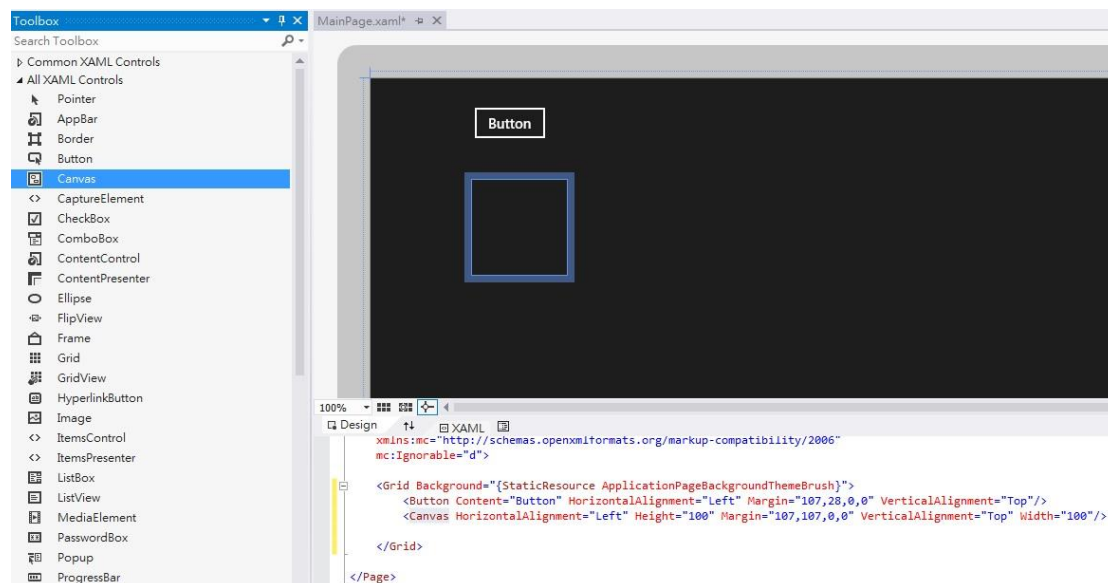 Toolbox
Search Toolbox
Common XAML Controls
All XAML Controls
Pointer
AppBar
Border
Button
Canvas
CaptureElement
CheckBox
ComboBox
ContentControl
ContentPresenter
Ellipse
FlipView
Frame
Grid
GridView
HyperlinkButton
Image
ItemsControl
ItemsPresenter
ListBox
ListView
MediaElement
PasswordBox
Popup
ProgressBar
MainPage.xaml*
Button
100%
Design XAML
xmlns:mc="http://schemas.openxmlformats.org/markup-compatibility/2006"
mc:Ignorable="d">
<Grid Background="{StaticResource ApplicationPageBackgroundThemeBrush}">
<Button Content="Button" HorizontalAlignment="Left" Margin="107,28,0,0" VerticalAlignment="Top"/>
<Canvas HorizontalAlignment="Left" Height="100" Margin="107,107,0,0" VerticalAlignment="Top" Width="100"/>
</Grid>
</Page>